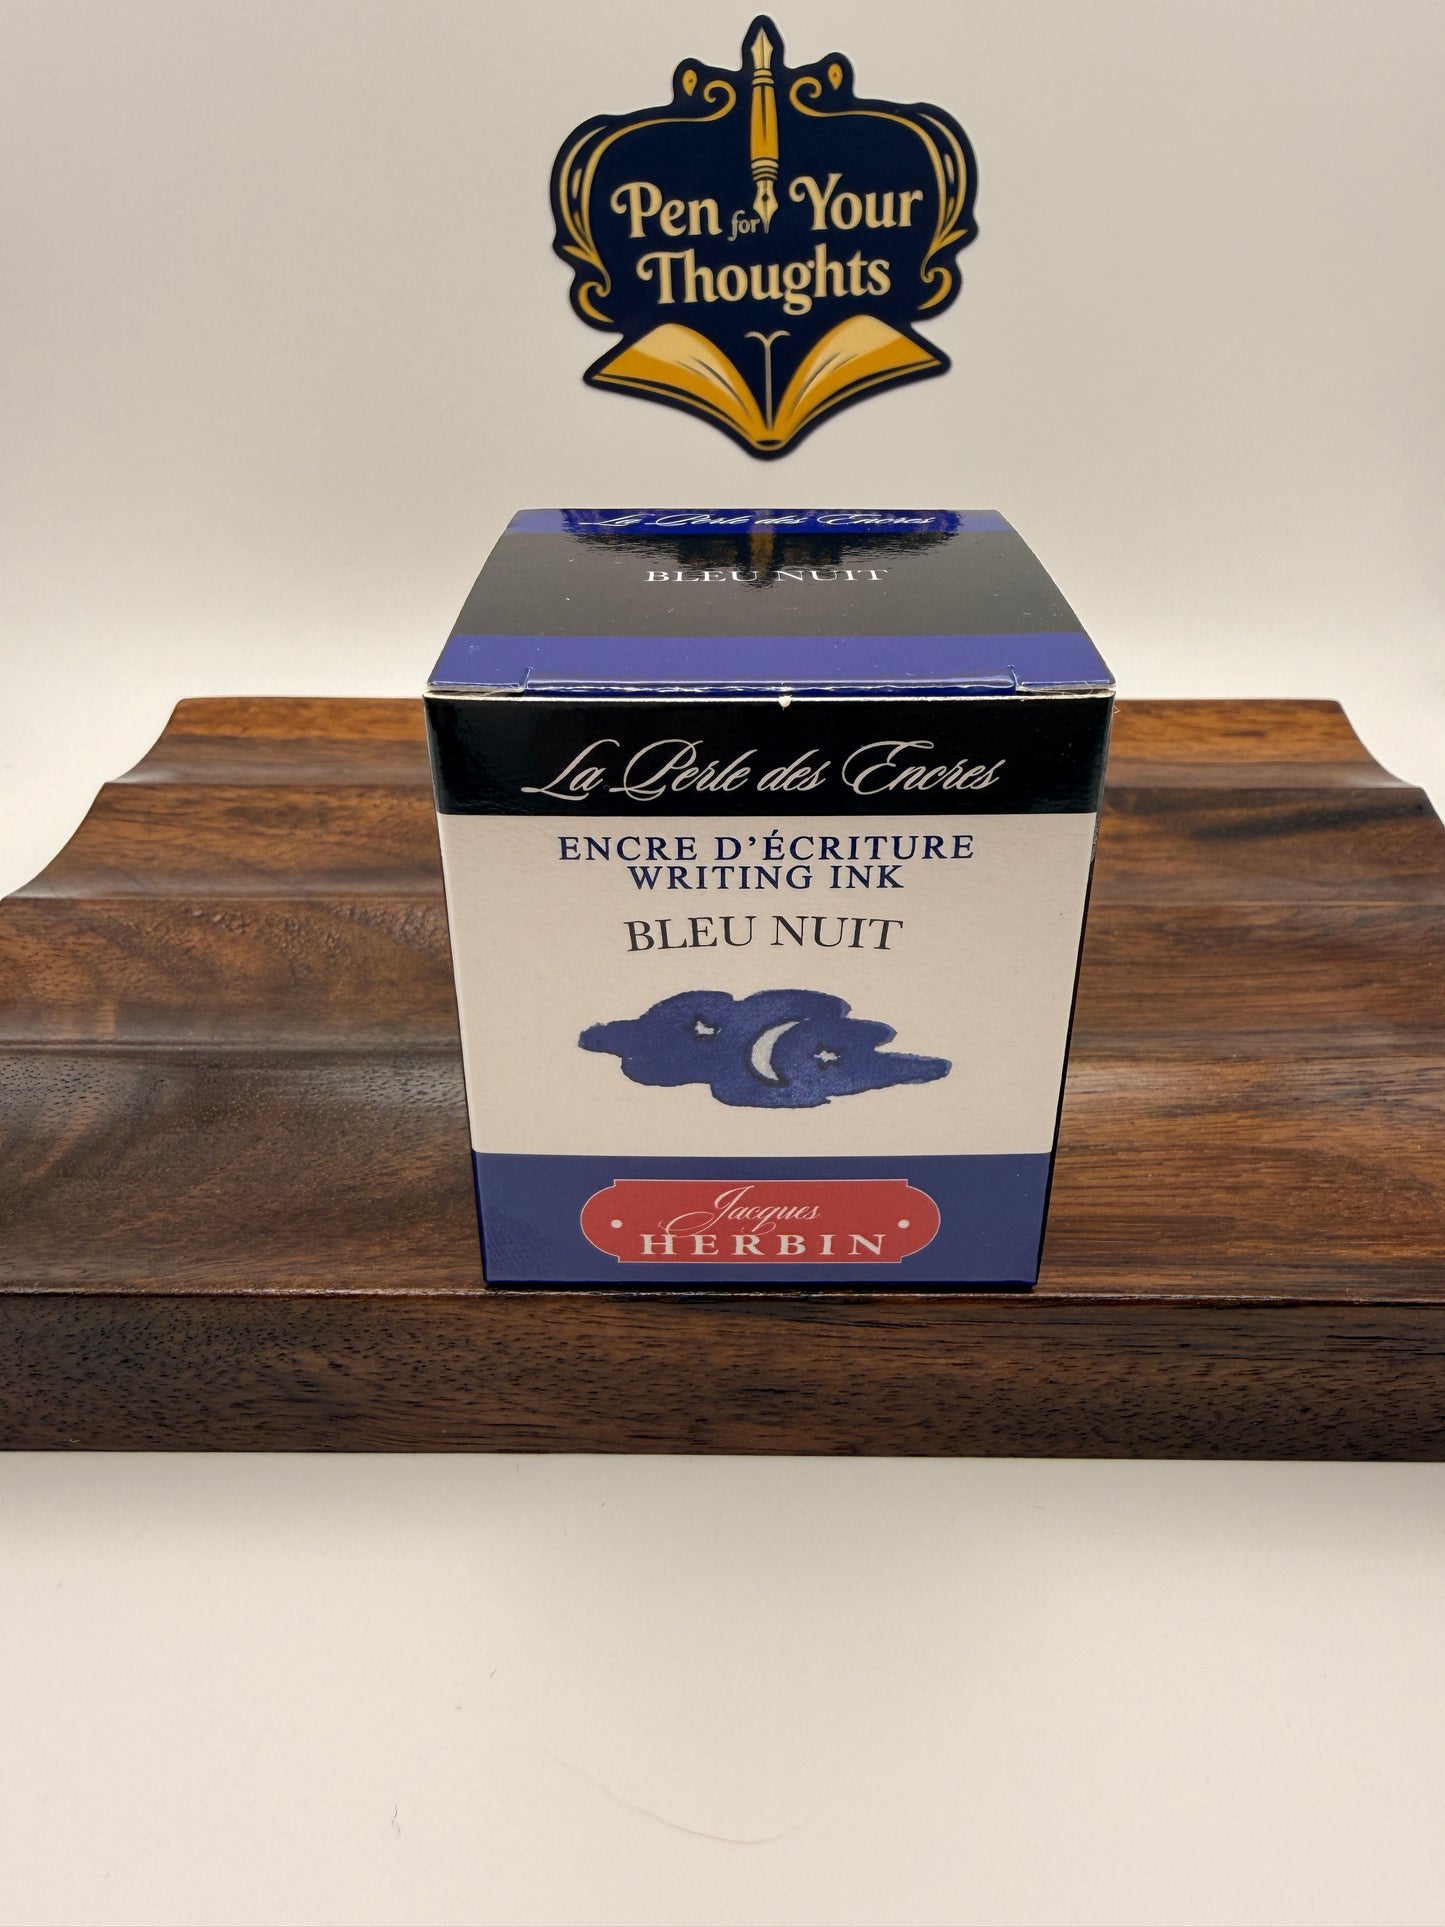 Pen for Your
Thoughts
La Perle des Encres
BLEU NUIT
La Perle des Encres
ENCRE D'ÉCRITURE
WRITING INK
BLEU NUIT
Jacques
HERBIN